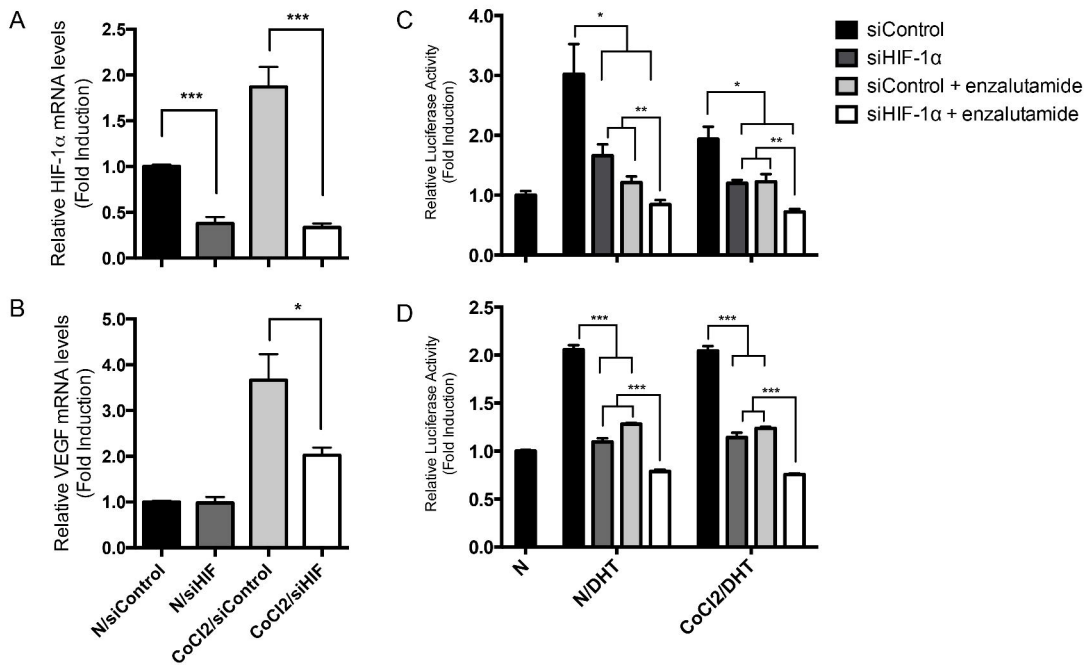 A
Relative HIF-1α mRNA levels
(Fold Induction)
2.5
2.0
1.5
1.0
0.5
0.0
***
***
B
Relative VEGF mRNA levels
(Fold Induction)
5.0
4.0
3.0
2.0
1.0
0.0
*
N/siControl
N/siHIF
CoCl2/siControl
CoCl2/siHIF
C
Relative Luciferase Activity
(Fold Induction)
4.0
3.0
2.0
1.0
0.0
*
**
*
**
siControl
siHIF-1α
siControl + enzalutamide
siHIF-1α + enzalutamide
D
Relative Luciferase Activity
(Fold Induction)
2.5
2.0
1.5
1.0
0.5
0.0
***
***
***
***
N
N/DHT
CoCl2/DHT